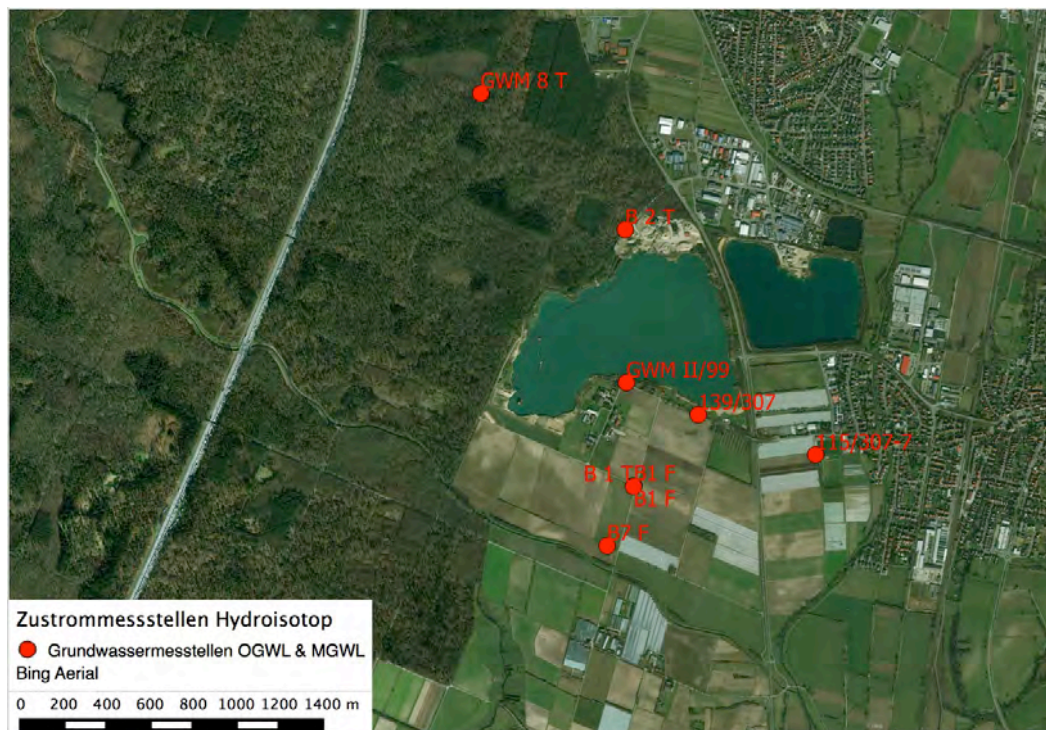 GWM 8 T
B 2 T
GWM II/99
139/307
115/307-7
B 1 TB1 F
B1 F
B7 F
Zustrommessstellen Hydroisotop
Grundwassermesstellen OGWL & MGWL
Bing Aerial
0 200 400 600 800 1000 1200 1400 m